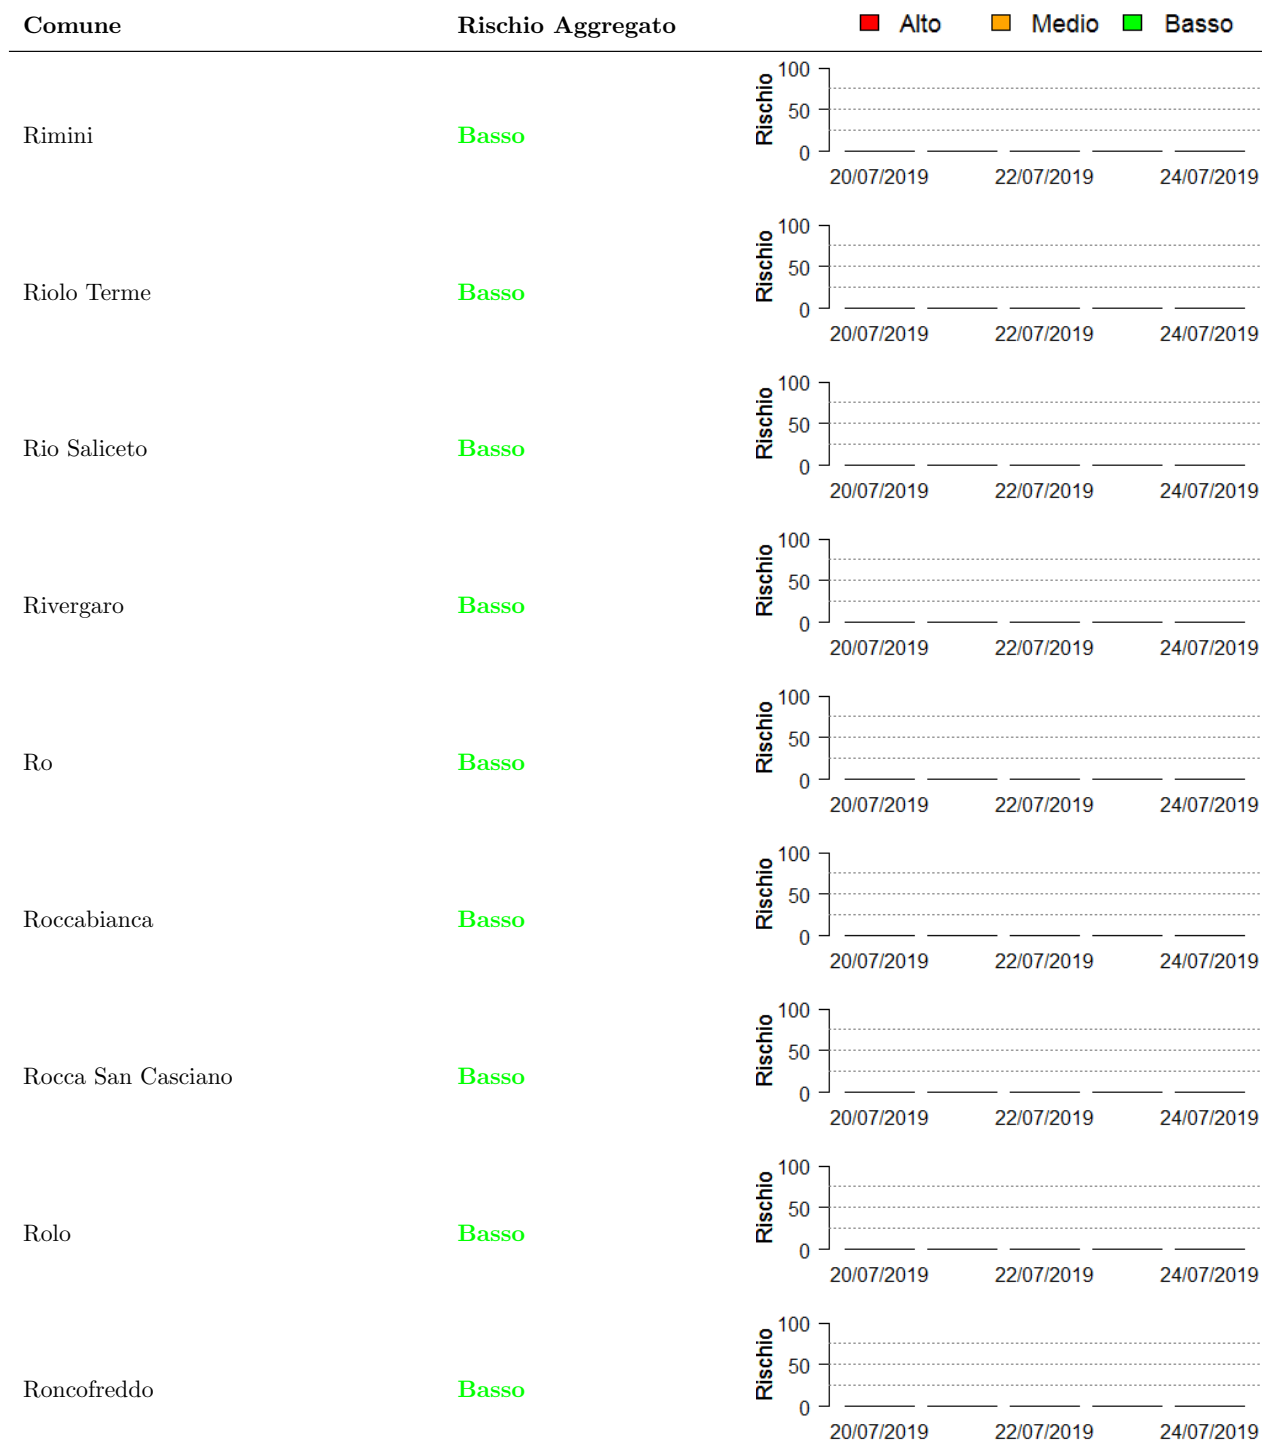 Comune Rischio Aggregato Alto Medio Basso
100
Rischio
50
Rimini Basso
0
20/07/2019 22/07/2019 24/07/2019
100
Rischio
50
Riolo Terme Basso
0
20/07/2019 22/07/2019 24/07/2019
100
Rischio
50
Rio Saliceto Basso
0
20/07/2019 22/07/2019 24/07/2019
100
Rischio
50
Rivergaro Basso
0
20/07/2019 22/07/2019 24/07/2019
100
Rischio
50
Ro Basso
0
20/07/2019 22/07/2019 24/07/2019
100
Rischio
50
Roccabianca Basso
0
20/07/2019 22/07/2019 24/07/2019
100
Rischio
50
Rocca San Casciano Basso
0
20/07/2019 22/07/2019 24/07/2019
100
Rischio
50
Rolo Basso
0
20/07/2019 22/07/2019 24/07/2019
100
Rischio
50
Roncofreddo Basso
0
20/07/2019 22/07/2019 24/07/2019